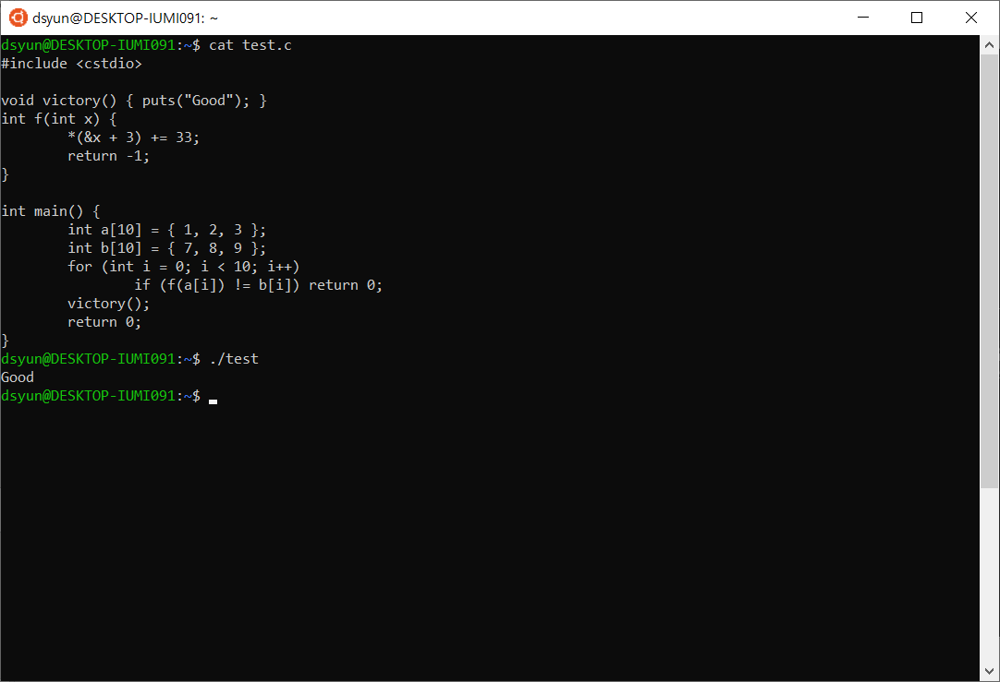 dsyun@DESKTOP-IUMI091: ~
dsyun@DESKTOP-IUMI091:~$ cat test.c
#include <cstdio>

void victory() { puts("Good"); }
int f(int x) {
        *(&x + 3) += 33;
        return -1;
}

int main() {
        int a[10] = { 1, 2, 3 };
        int b[10] = { 7, 8, 9 };
        for (int i = 0; i < 10; i++)
                if (f(a[i]) != b[i]) return 0;
        victory();
        return 0;
}
dsyun@DESKTOP-IUMI091:~$ ./test
Good
dsyun@DESKTOP-IUMI091:~$